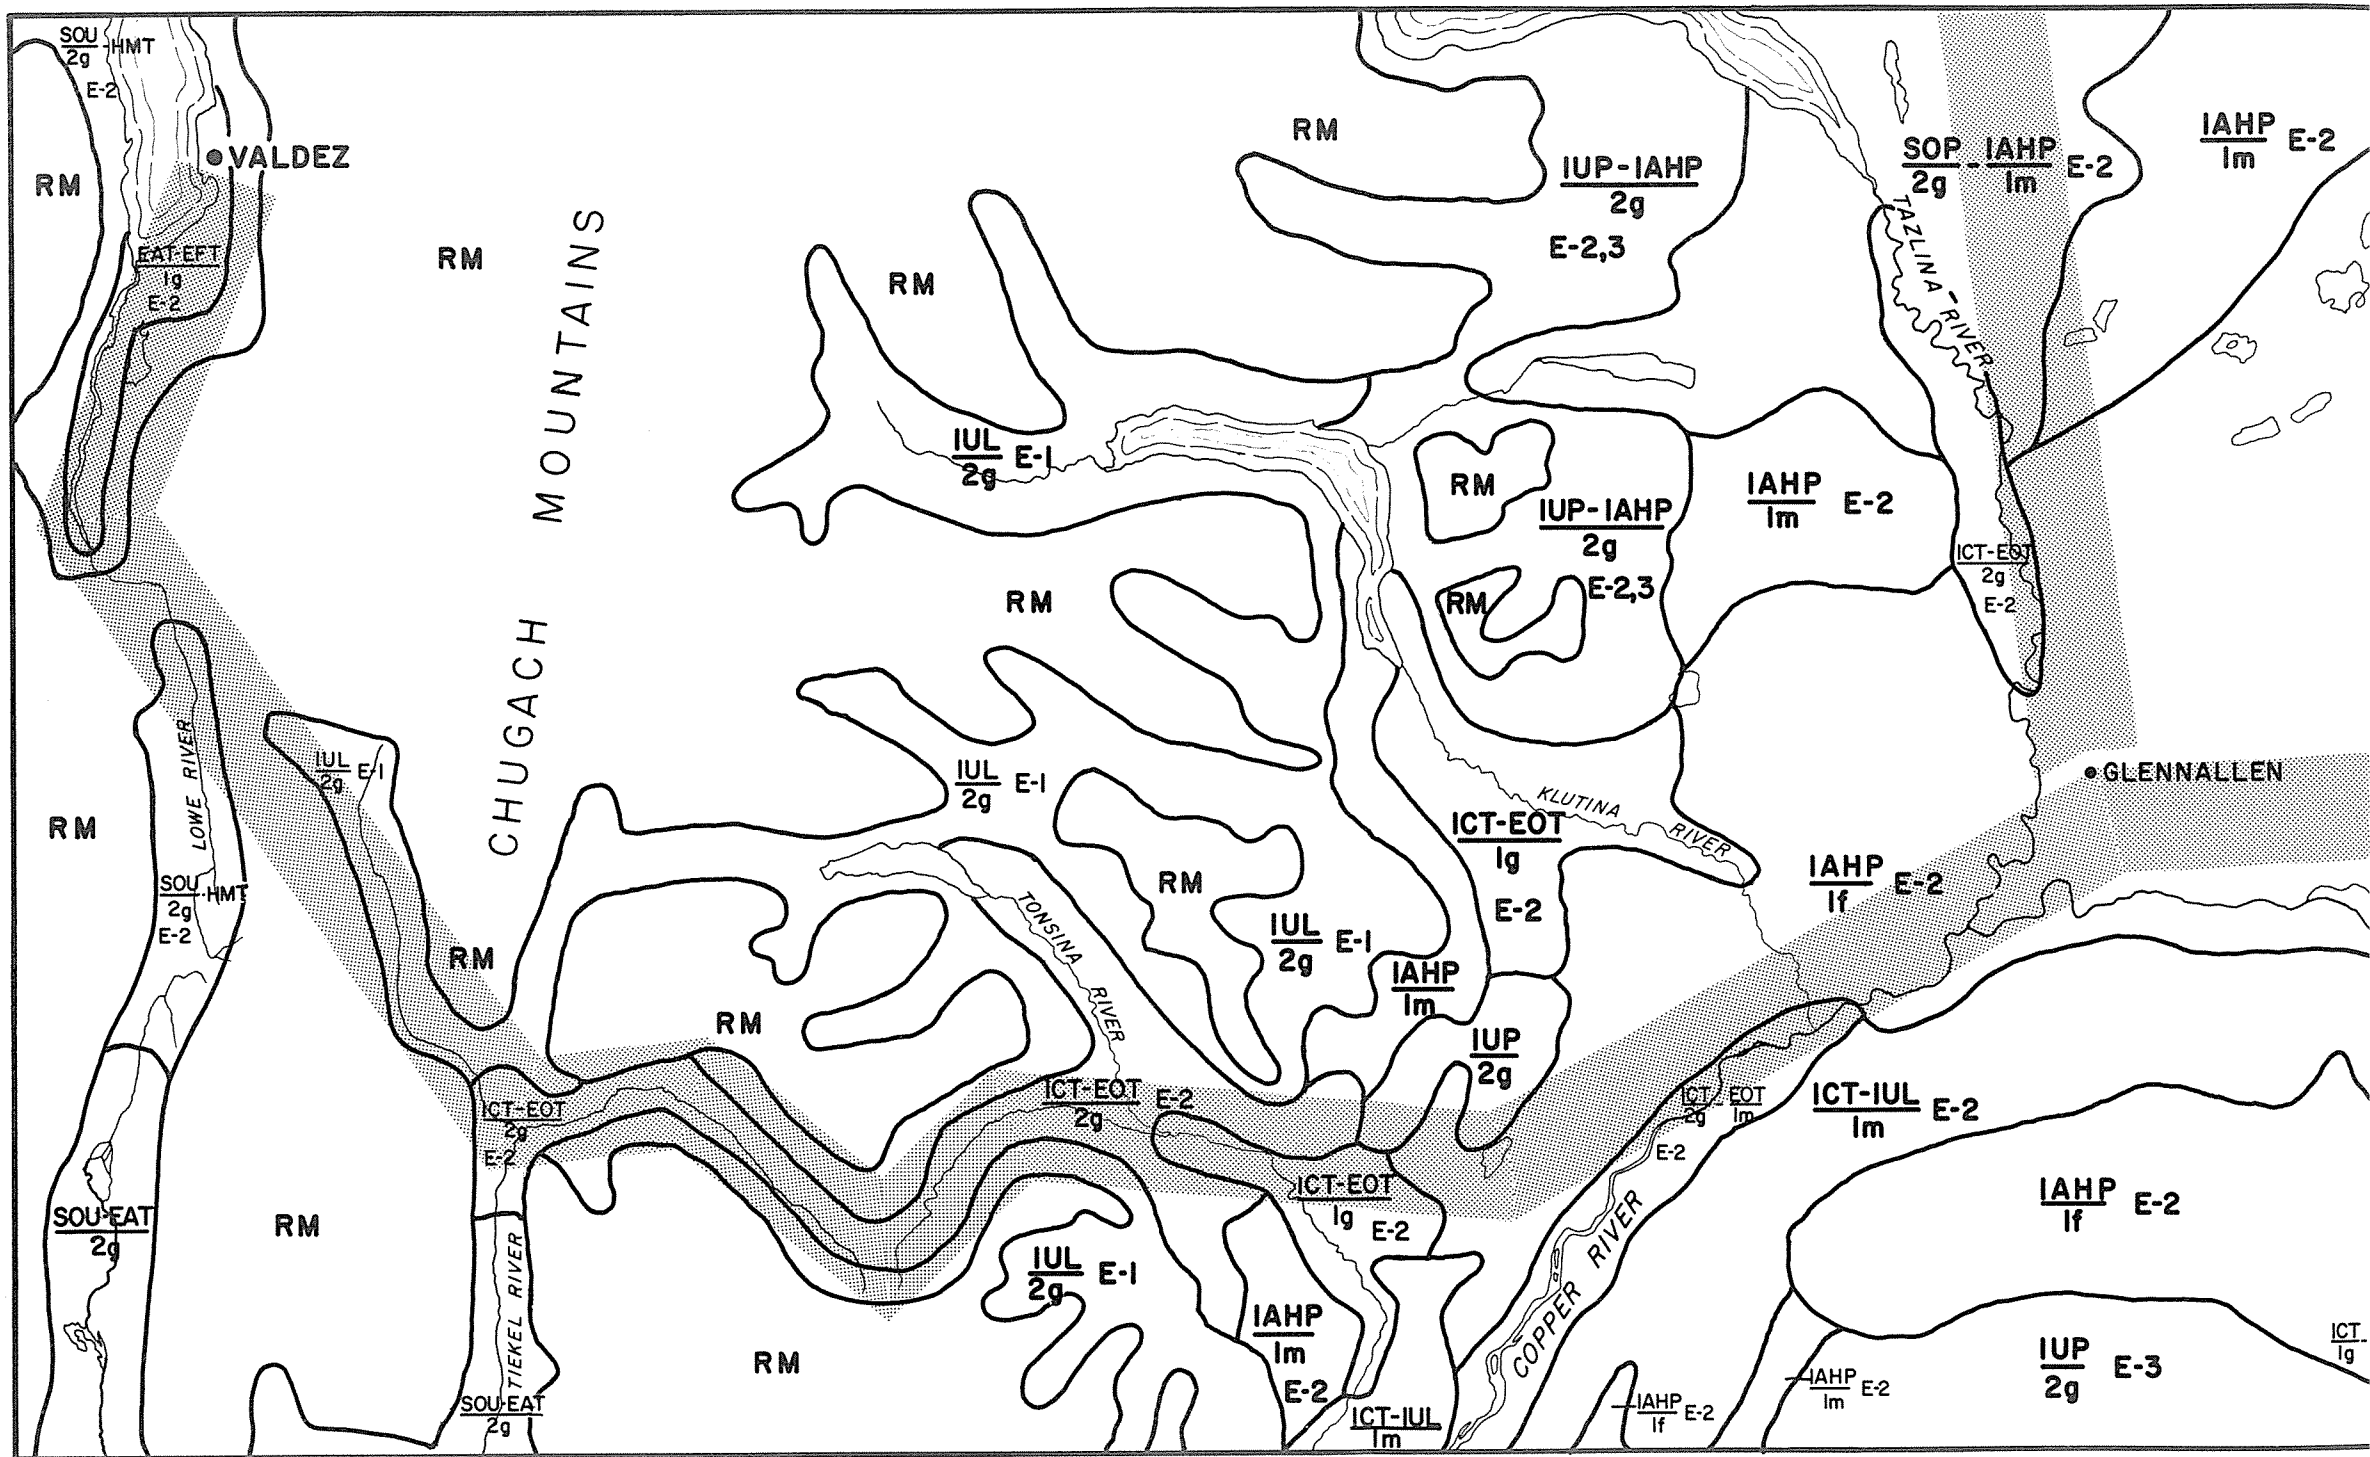 SOU-HMT
2g
E-2
RM
VALDEZ
EAT-EFT
1g
E-2
RM
CHUGACH MOUNTAINS
RM
RM
IUP-IAHP
2g
E-2,3
SOP-IAHP E-2
2g 1m
IAHP E-2
1m
TAZLINA RIVER
IUL E-1
2g
RM
IUP-IAHP
2g
E-2,3
RM
IAHP E-2
1m
ICT-EOT
2g
E-2
RM
LOWE RIVER
IUL E-1
2g
IUL E-1
2g
KLUTINA RIVER
GLENNALLEN
RM
SOU-HMT
2g
E-2
RM
TONSINA RIVER
RM
IUL E-1
2g
ICT-EOT
1g
E-2
IAHP E-2
1f
IAHP
1m
RM
IUP
2g
ICT-EOT
2g
E-2
ICT-EOT E-2
2g
ICT-EOT
2g 1m
E-2
ICT-IUL E-2
1m
SOU-EAT
2g
RM
TIEKEL RIVER
ICT-EOT
1g
E-2
COPPER RIVER
IAHP E-2
1f
IUL E-1
2g
IAHP
1m
E-2
RM
SOU-EAT
2g
ICT-IUL
1m
IAHP E-2
1f
IAHP E-2
1m
IUP E-3
2g
ICT-
1g